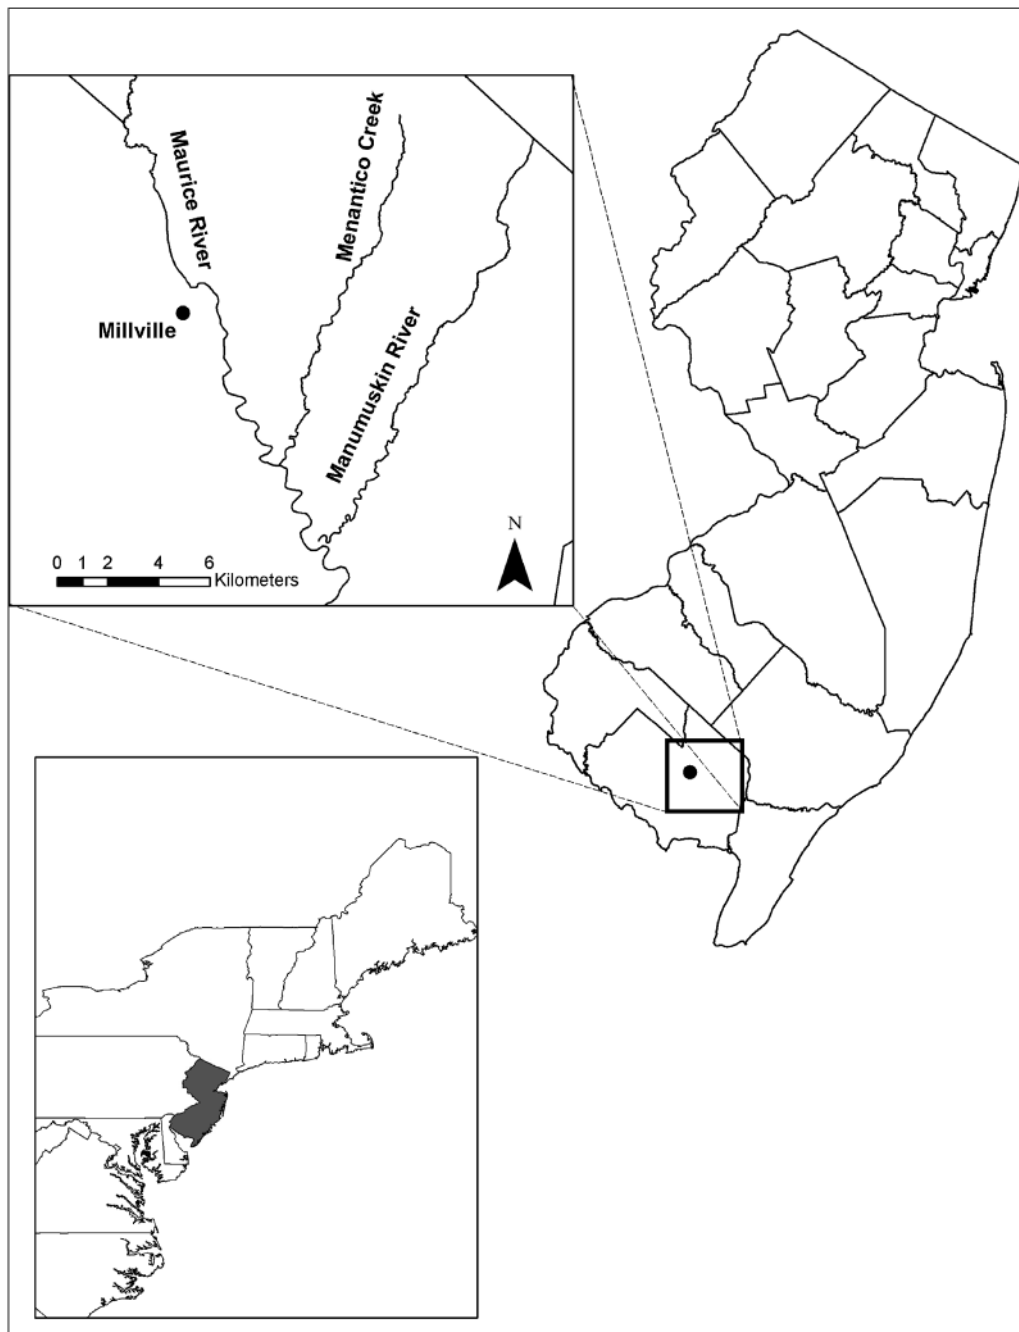 Maurice River
Menantico Creek
Millville
Manumuskin River
N
0 1 2 4 6
Kilometers